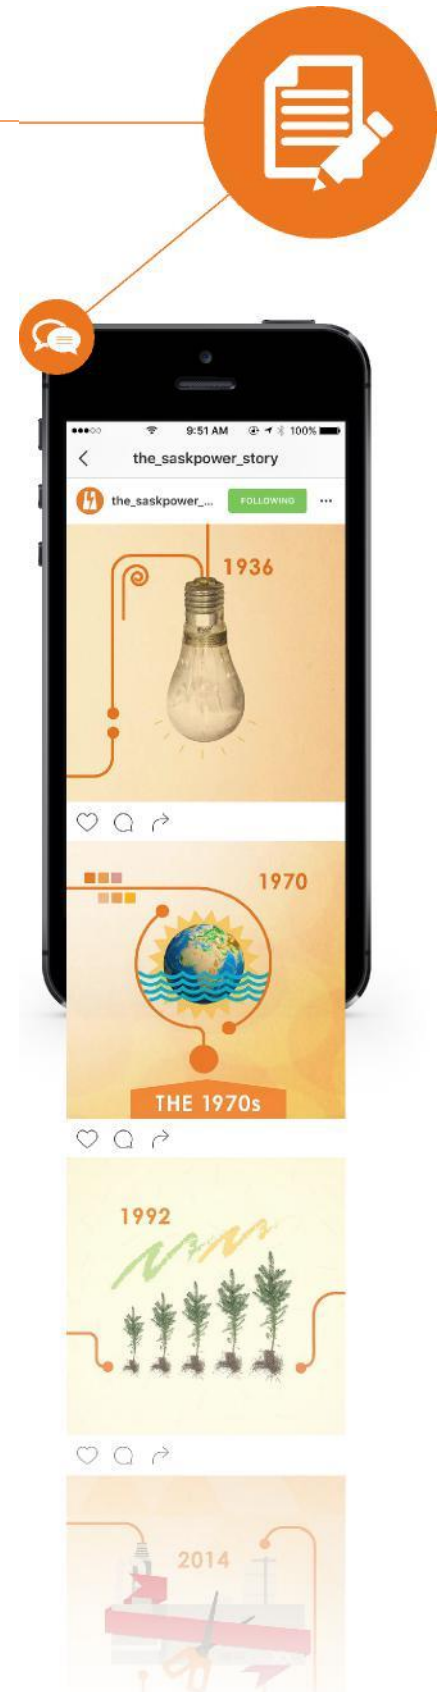 9:51 AM 100%
the_saskpower_story
the_saskpower_... FOLLOWING ...
1936
1970
THE 1970s
1992
2014